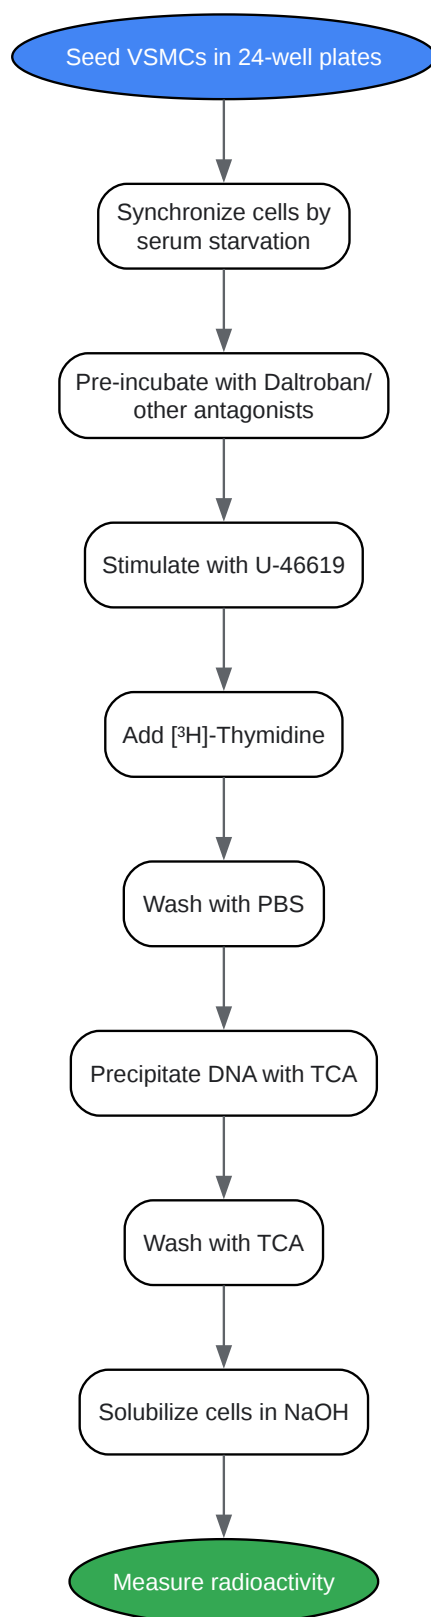 Seed VSMCs in 24-well plates
Synchronize cells by
serum starvation
Pre-incubate with Daltroban/
other antagonists
Stimulate with U-46619
Add [³H]-Thymidine
Wash with PBS
Precipitate DNA with TCA
Wash with TCA
Solubilize cells in NaOH
Measure radioactivity